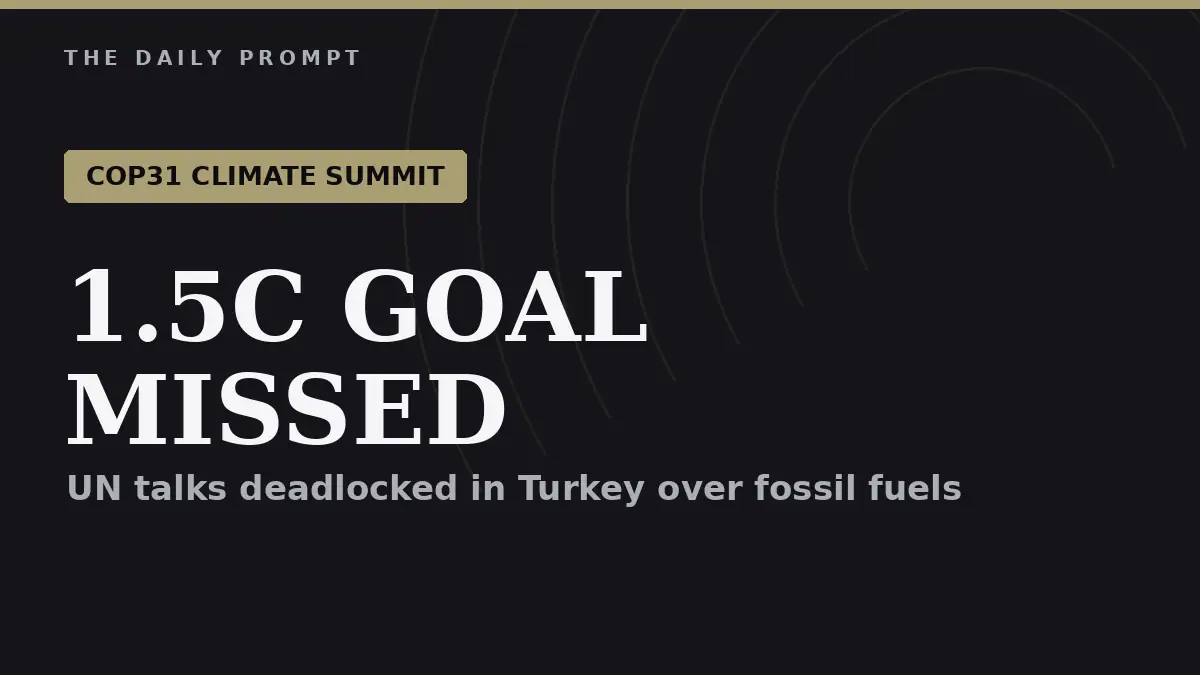 THE DAILY PROMPT
COP31 CLIMATE SUMMIT
1.5C GOAL
MISSED
UN talks deadlocked in Turkey over fossil fuels